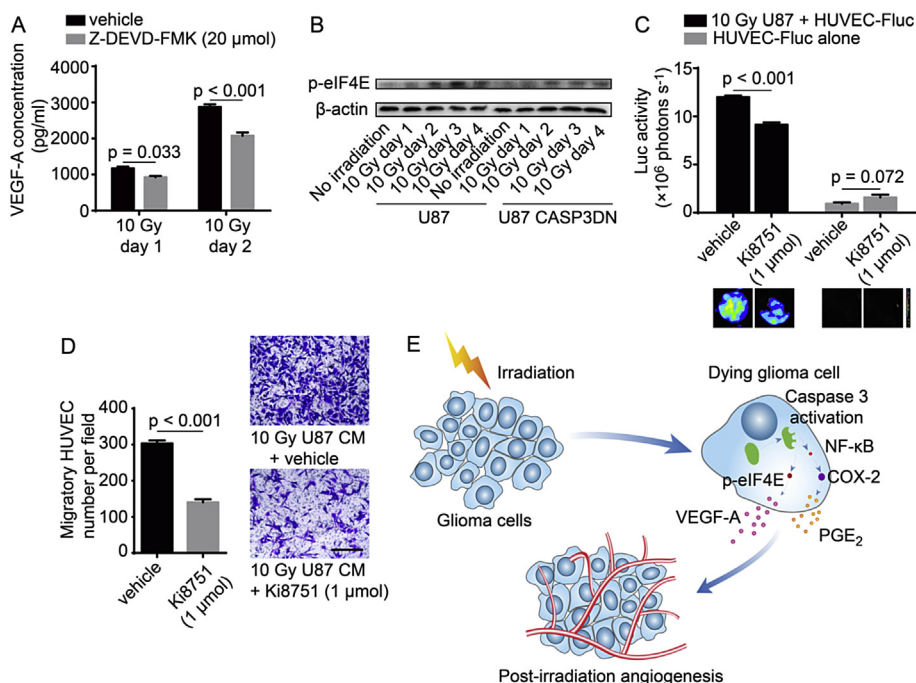 A
vehicle
Z-DEVD-FMK (20 μmol)
VEGF-A concentration
(pg/ml)
4000
3000
2000
1000
0
p = 0.033
p < 0.001
10 Gy
day 1
10 Gy
day 2
B
p-eIF4E
β-actin
No irradiation
10 Gy day 1
10 Gy day 2
10 Gy day 3
10 Gy day 4
No irradiation
10 Gy day 1
10 Gy day 2
10 Gy day 3
10 Gy day 4
U87
U87 CASP3DN
C
10 Gy U87 + HUVEC-Fluc
HUVEC-Fluc alone
Luc activity
(×10⁶ photons s⁻¹)
15
10
5
0
p < 0.001
p = 0.072
vehicle
Ki8751
(1 μmol)
vehicle
Ki8751
(1 μmol)
D
Migratory HUVEC
number per field
400
300
200
100
0
p < 0.001
vehicle
Ki8751
(1 μmol)
10 Gy U87 CM
+ vehicle
10 Gy U87 CM
+ Ki8751 (1 μmol)
E
Irradiation
Glioma cells
Dying glioma cell
Caspase 3
activation
NF-κB
p-eIF4E
COX-2
VEGF-A
PGE₂
Post-irradiation angiogenesis